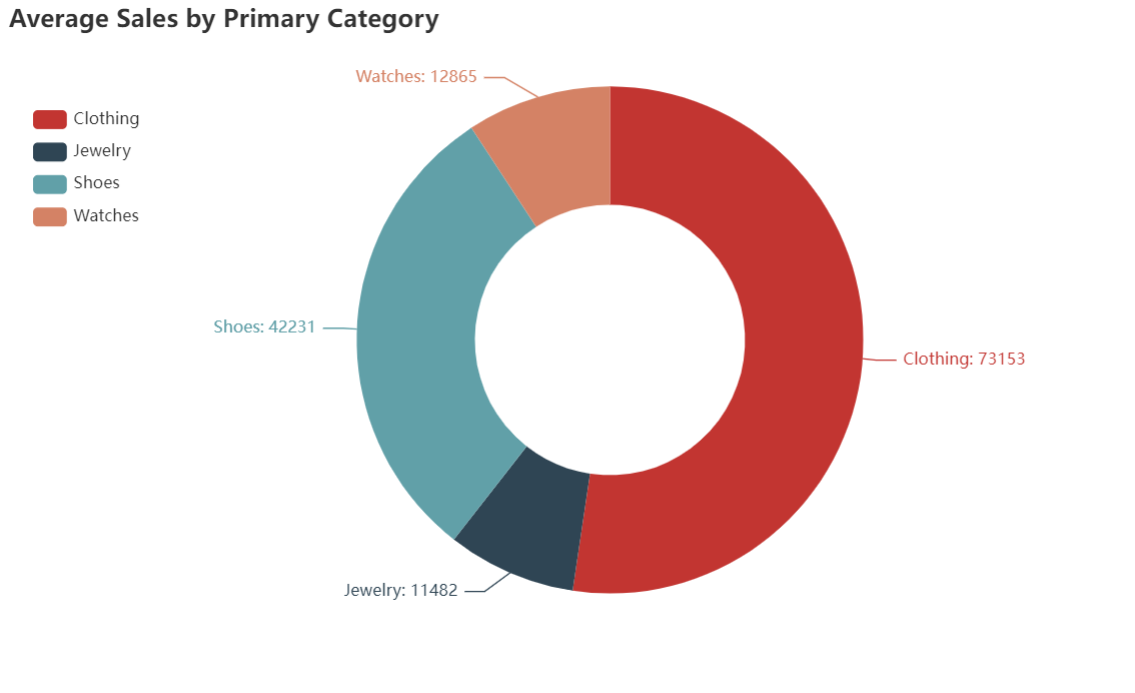 Average Sales by Primary Category
Clothing
Jewelry
Shoes
Watches
Watches: 12865
Shoes: 42231
Clothing: 73153
Jewelry: 11482